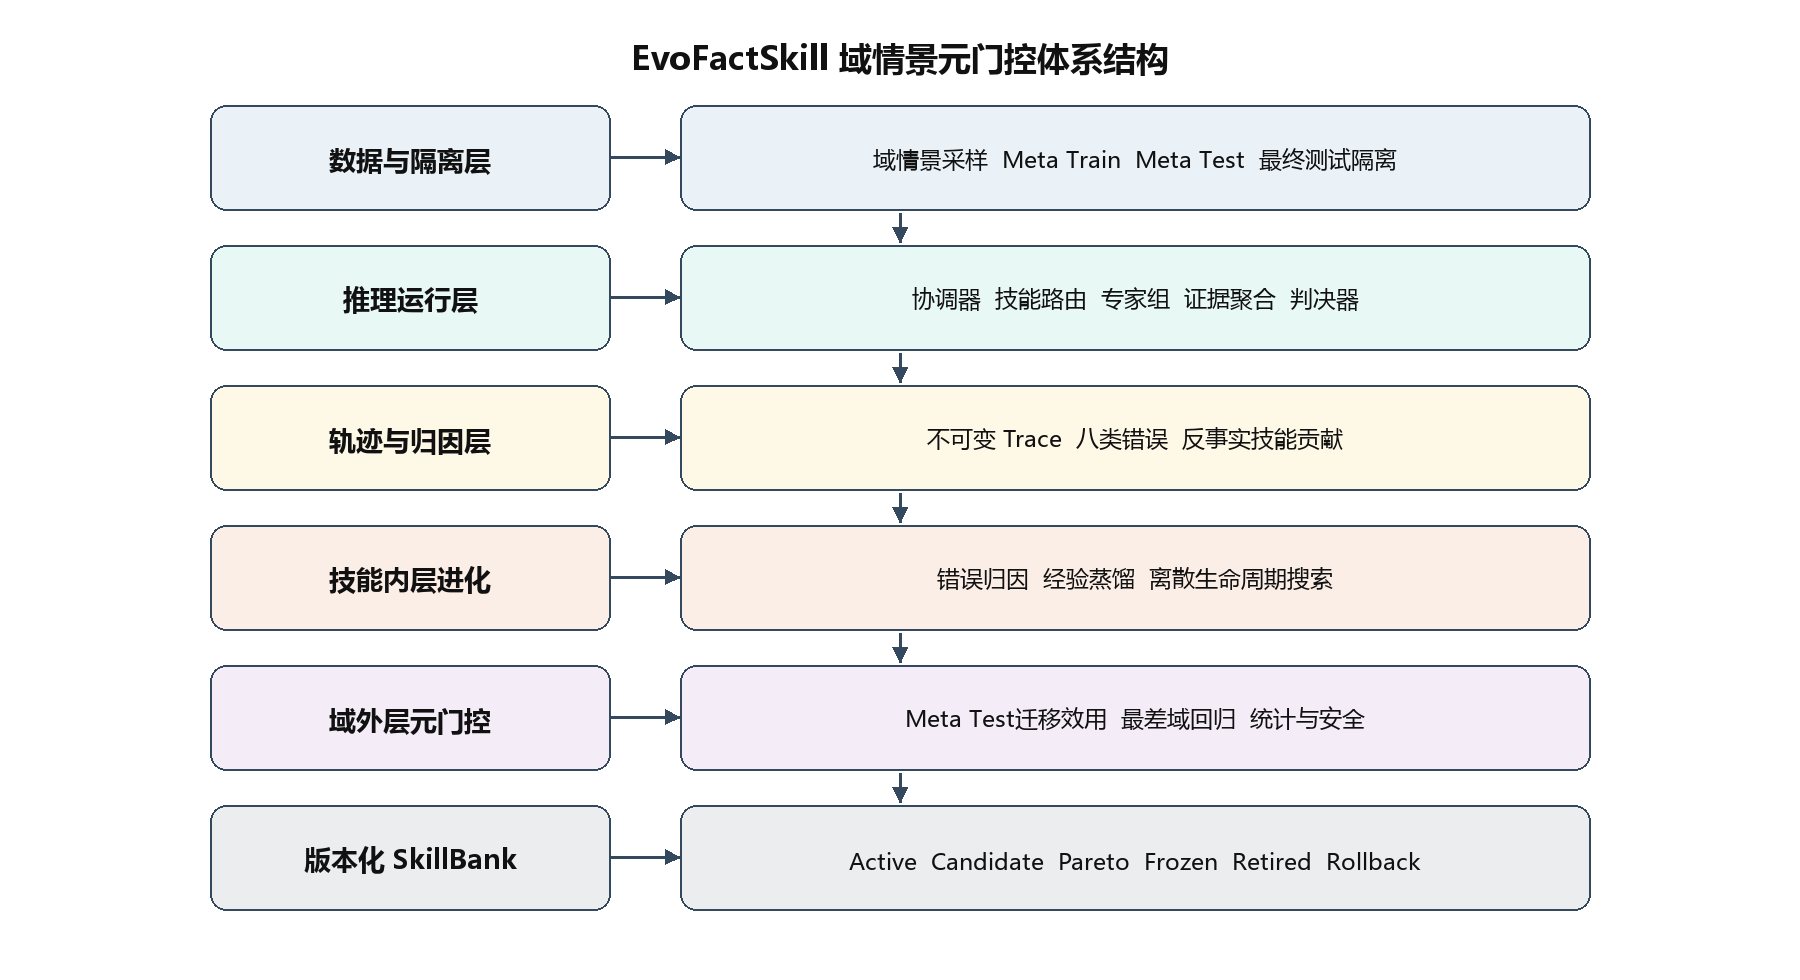 EvoFactSkill 域情景元门控体系结构
数据与隔离层
域情景采样 Meta Train Meta Test 最终测试隔离
推理运行层
协调器 技能路由 专家组 证据聚合 判决器
轨迹与归因层
不可变 Trace 八类错误 反事实技能贡献
技能内层进化
错误归因 经验蒸馏 离散生命周期搜索
域外层元门控
Meta Test迁移效用 最差域回归 统计与安全
版本化 SkillBank
Active Candidate Pareto Frozen Retired Rollback